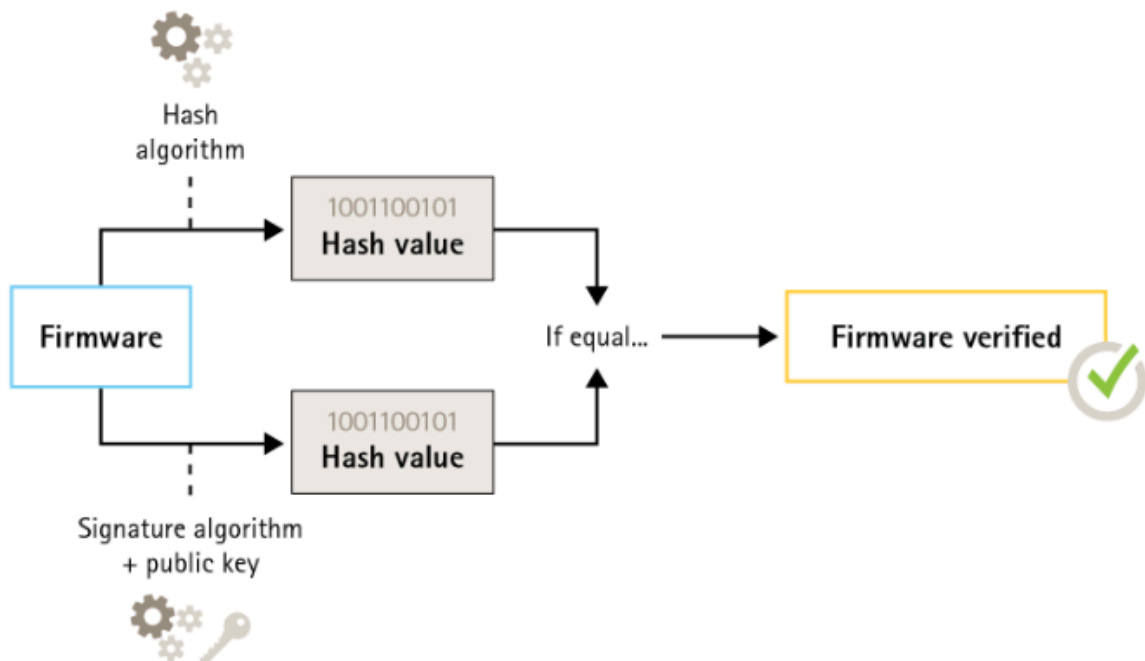 Hash
algorithm
1001100101
Hash value
Firmware
If equal...
Firmware verified
1001100101
Hash value
Signature algorithm
+ public key